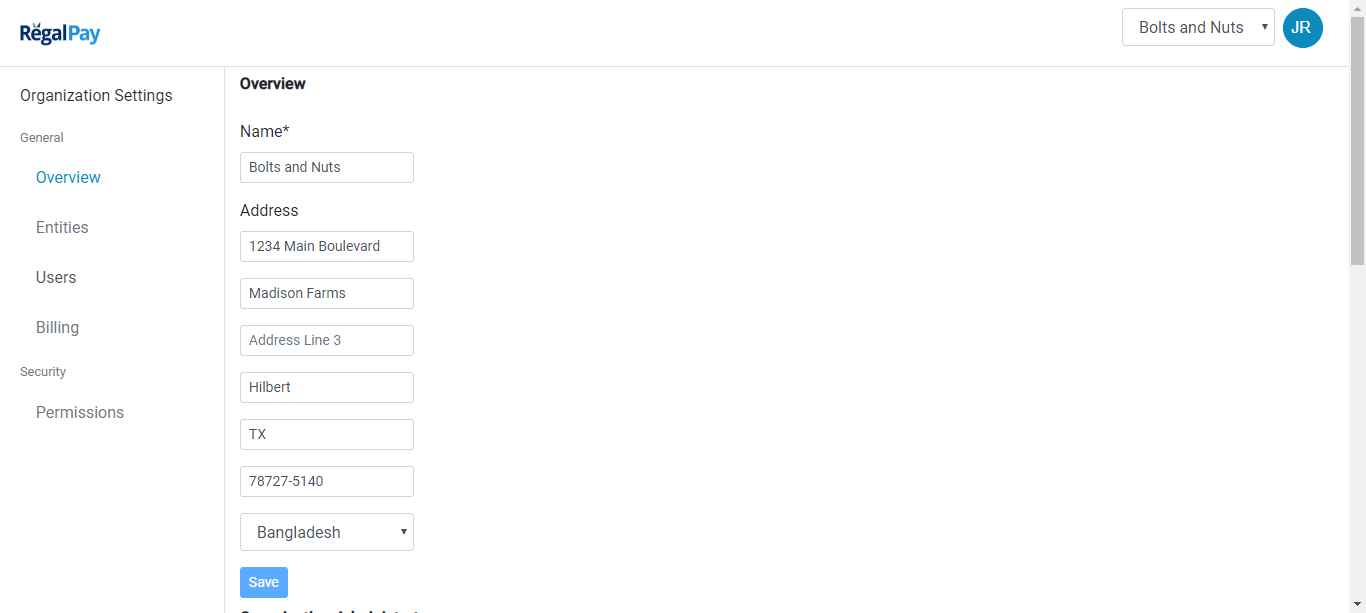 RegalPay
Bolts and Nuts
JR
Organization Settings
General
Overview
Entities
Users
Billing
Security
Permissions
Overview
Name*
Bolts and Nuts
Address
1234 Main Boulevard
Madison Farms
Address Line 3
Hilbert
TX
78727-5140
Bangladesh
Save